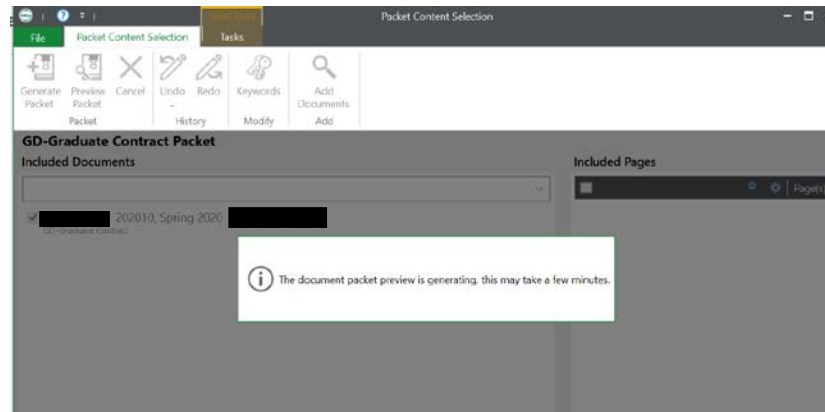 Packet Content Selection
File Packet Content Selection Tasks
Generate Packet Preview Packet Cancel Undo Redo Keywords Add Documents
Packet History Modify Add
GD-Graduate Contract Packet
Included Documents Included Pages
Page(s)
202010, Spring 2020
GD-Graduate Contract
The document packet preview is generating, this may take a few minutes.